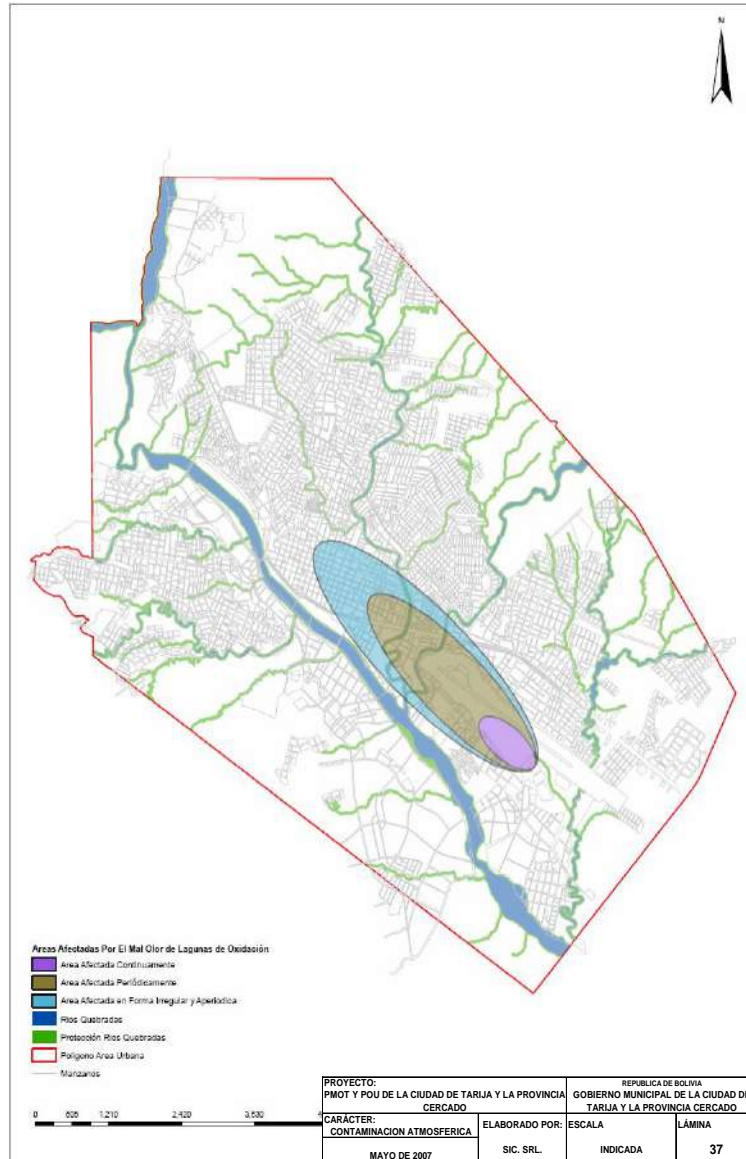 N
Areas Afectadas Por El Mal Olor de Lagunas de Oxidación
Area Afectada Continuamente
Area Afectada Periódicamente
Area Afectada en Forma Irregular y Aperiodica
Rios Quebradas
Protección Rios Quebradas
Poligono Area Urbana
Manzanos
0 605 1,210 2,420 3,630
PROYECTO:
PMOT Y POU DE LA CIUDAD DE TARIJA Y LA PROVINCIA
CERCADO
REPUBLICA DE BOLIVIA
GOBIERNO MUNICIPAL DE LA CIUDAD DE
TARIJA Y LA PROVINCIA CERCADO
CARÁCTER:
CONTAMINACION ATMOSFERICA
MAYO DE 2007
ELABORADO POR:
SIC. SRL.
ESCALA
INDICADA
LÁMINA
37